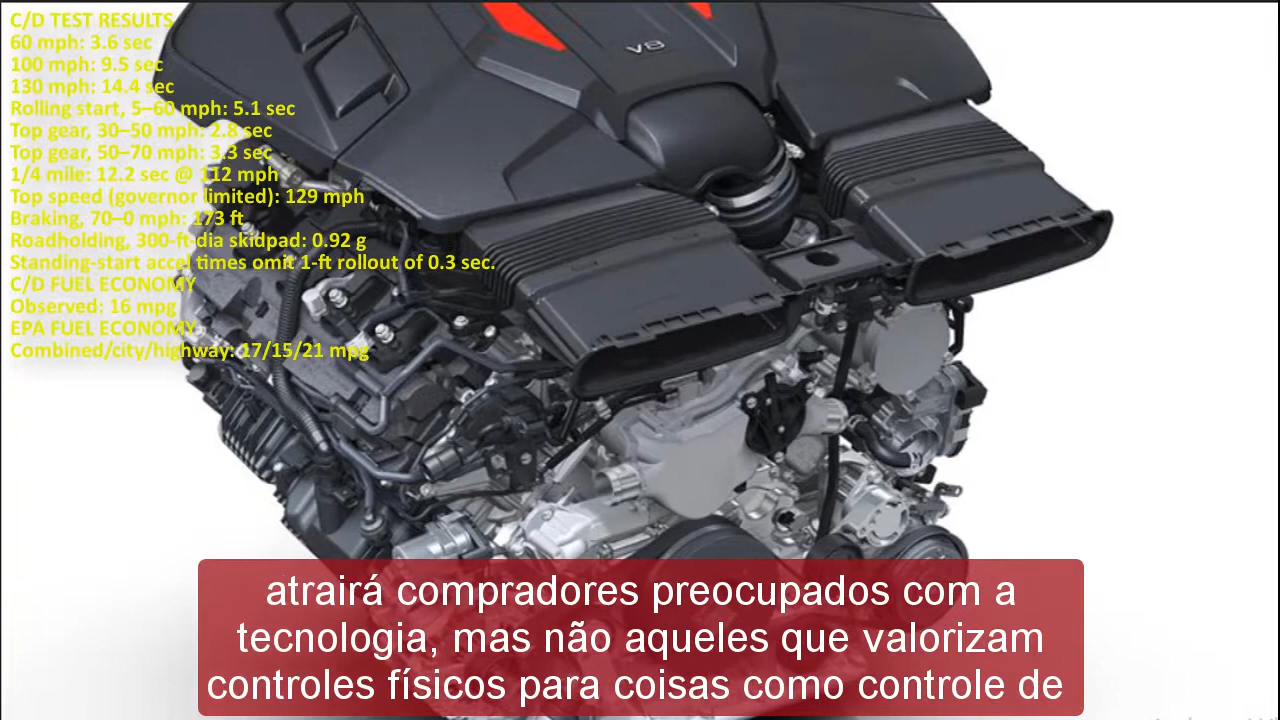 C/D TEST RESULTS
60 mph: 3.6 sec
100 mph: 9.5 sec
130 mph: 14.4 sec
Rolling start, 5–60 mph: 5.1 sec
Top gear, 30–50 mph: 2.8 sec
Top gear, 50–70 mph: 3.3 sec
1/4 mile: 12.2 sec @ 112 mph
Top speed (governor limited): 129 mph
Braking, 70–0 mph: 173 ft
Roadholding, 300-ft-dia skidpad: 0.92 g
Standing-start accel times omit 1-ft rollout of 0.3 sec.
C/D FUEL ECONOMY
Observed: 16 mpg
EPA FUEL ECONOMY
Combined/city/highway: 17/15/21 mpg
V8
atrairá compradores preocupados com a
tecnologia, mas não aqueles que valorizam
controles físicos para coisas como controle de